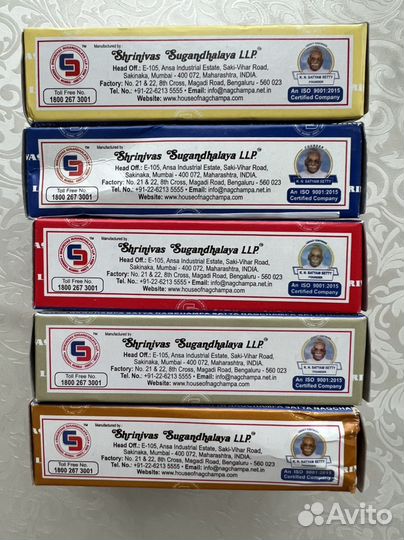 Manufactured by :
Shrinivas Sugandhalaya LLP.
Head Off.: E-105, Ansa Industrial Estate, Saki-Vihar Road,
Sakinaka, Mumbai - 400 072, Maharashtra, INDIA.
Factory: No. 21 & 22, 8th Cross, Magadi Road, Bengaluru - 560 023
Tel. No.: +91-22-6213 5555 • Email: info@nagchampa.net.in
Website: www.houseofnagchampa.com
Toll Free No.
1800 267 3001
K. N. SATYAM SETTY
FOUNDER
An ISO 9001:2015
Certified Company
Manufactured by :
Shrinivas Sugandhalaya LLP.
Head Off.: E-105, Ansa Industrial Estate, Saki-Vihar Road,
Sakinaka, Mumbai - 400 072, Maharashtra, INDIA.
Factory: No. 21 & 22, 8th Cross, Magadi Road, Bengaluru - 560 023
Tel. No.: +91-22-6213 5555 • Email: info@nagchampa.net.in
Website: www.houseofnagchampa.com
Toll Free No.
1800 267 3001
K. N. SATYAM SETTY
FOUNDER
An ISO 9001:2015
Certified Company
Manufactured by :
Shrinivas Sugandhalaya LLP.
Head Off.: E-105, Ansa Industrial Estate, Saki-Vihar Road,
Sakinaka, Mumbai - 400 072, Maharashtra, INDIA.
Factory: No. 21 & 22, 8th Cross, Magadi Road, Bengaluru - 560 023
Tel. No.: +91-22-6213 5555 • Email: info@nagchampa.net.in
Website: www.houseofnagchampa.com
Toll Free No.
1800 267 3001
K. N. SATYAM SETTY
FOUNDER
An ISO 9001:2015
Certified Company
Manufactured by :
Shrinivas Sugandhalaya LLP.
Head Off.: E-105, Ansa Industrial Estate, Saki-Vihar Road,
Sakinaka, Mumbai - 400 072, Maharashtra, INDIA.
Factory: No. 21 & 22, 8th Cross, Magadi Road, Bengaluru - 560 023
Tel. No.: +91-22-6213 5555 • Email: info@nagchampa.net.in
Website: www.houseofnagchampa.com
Toll Free No.
1800 267 3001
K. N. SATYAM SETTY
FOUNDER
An ISO 9001:2015
Certified Company
Manufactured by :
Shrinivas Sugandhalaya LLP.
Head Off.: E-105, Ansa Industrial Estate, Saki-Vihar Road,
Sakinaka, Mumbai - 400 072, Maharashtra, INDIA.
Factory: No. 21 & 22, 8th Cross, Magadi Road, Bengaluru - 560 023
Tel. No.: +91-22-6213 5555 • Email: info@nagchampa.net.in
Website: www.houseofnagchampa.com
Toll Free No.
1800 267 3001
K. N. SATYAM SETTY
FOUNDER
An ISO 9001:2015
Certified Company
Avito